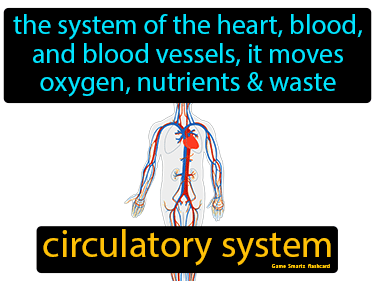 the system of the heart, blood,
and blood vessels, it moves
oxygen, nutrients & waste
circulatory system
Game Smartz flashcard